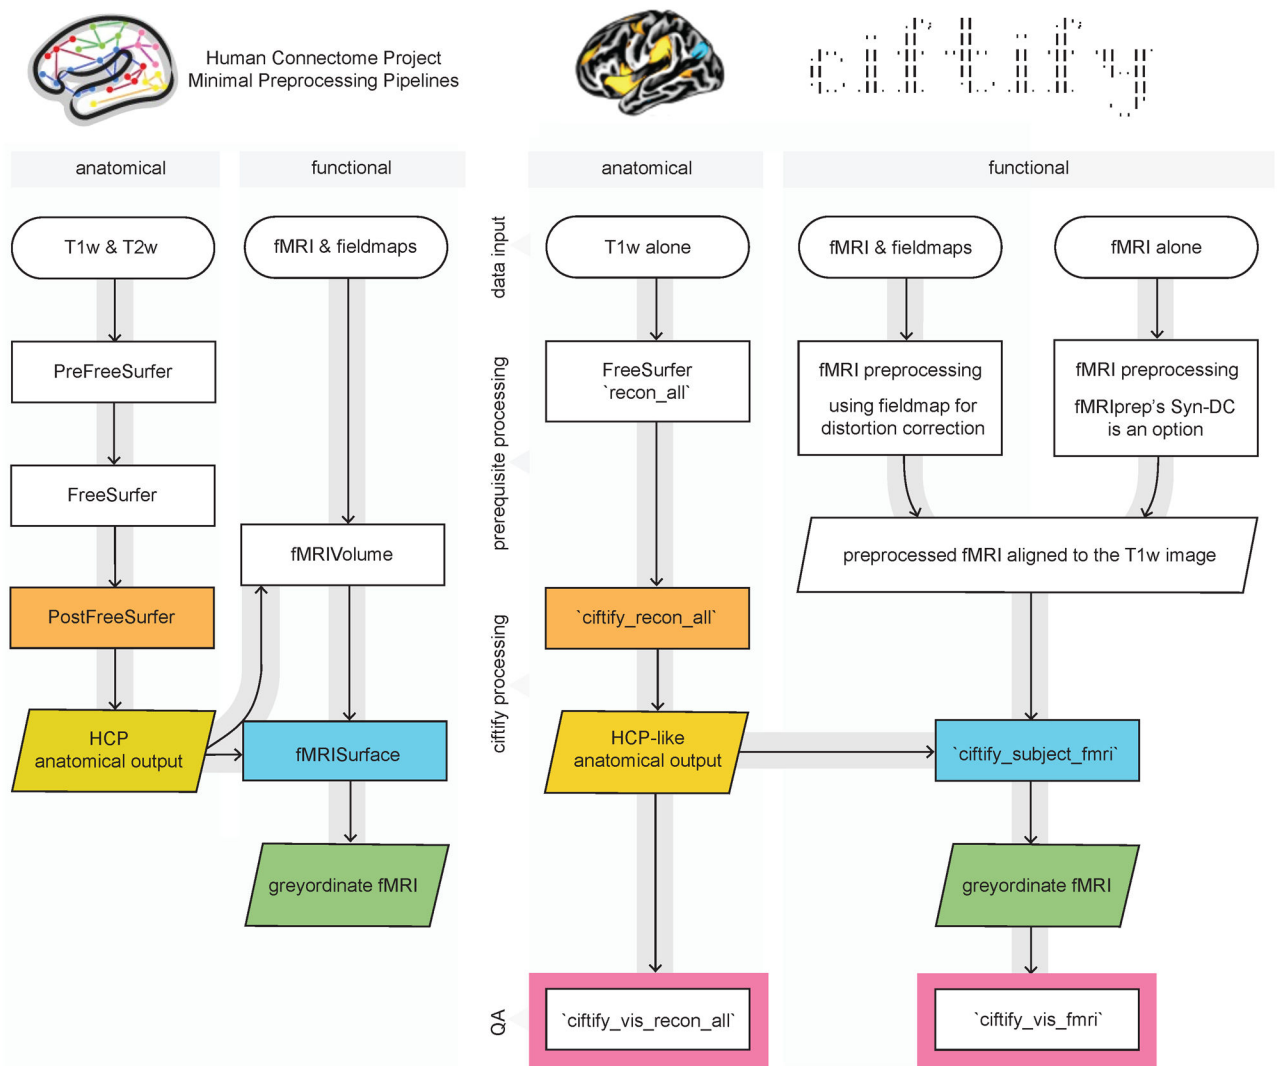 Human Connectome Project
Minimal Preprocessing Pipelines
ciftify
anatomical
functional
anatomical
functional
data input
prerequisite processing
ciftify processing
QA
T1w & T2w
PreFreeSurfer
FreeSurfer
PostFreeSurfer
HCP
anatomical output
fMRI & fieldmaps
fMRIVolume
fMRISurface
greyordinate fMRI
T1w alone
FreeSurfer
`recon_all`
`ciftify_recon_all`
HCP-like
anatomical output
`ciftify_vis_recon_all`
fMRI & fieldmaps
fMRI preprocessing
using fieldmap for
distortion correction
fMRI alone
fMRI preprocessing
fMRIprep's Syn-DC
is an option
preprocessed fMRI aligned to the T1w image
`ciftify_subject_fmri`
greyordinate fMRI
`ciftify_vis_fmri`